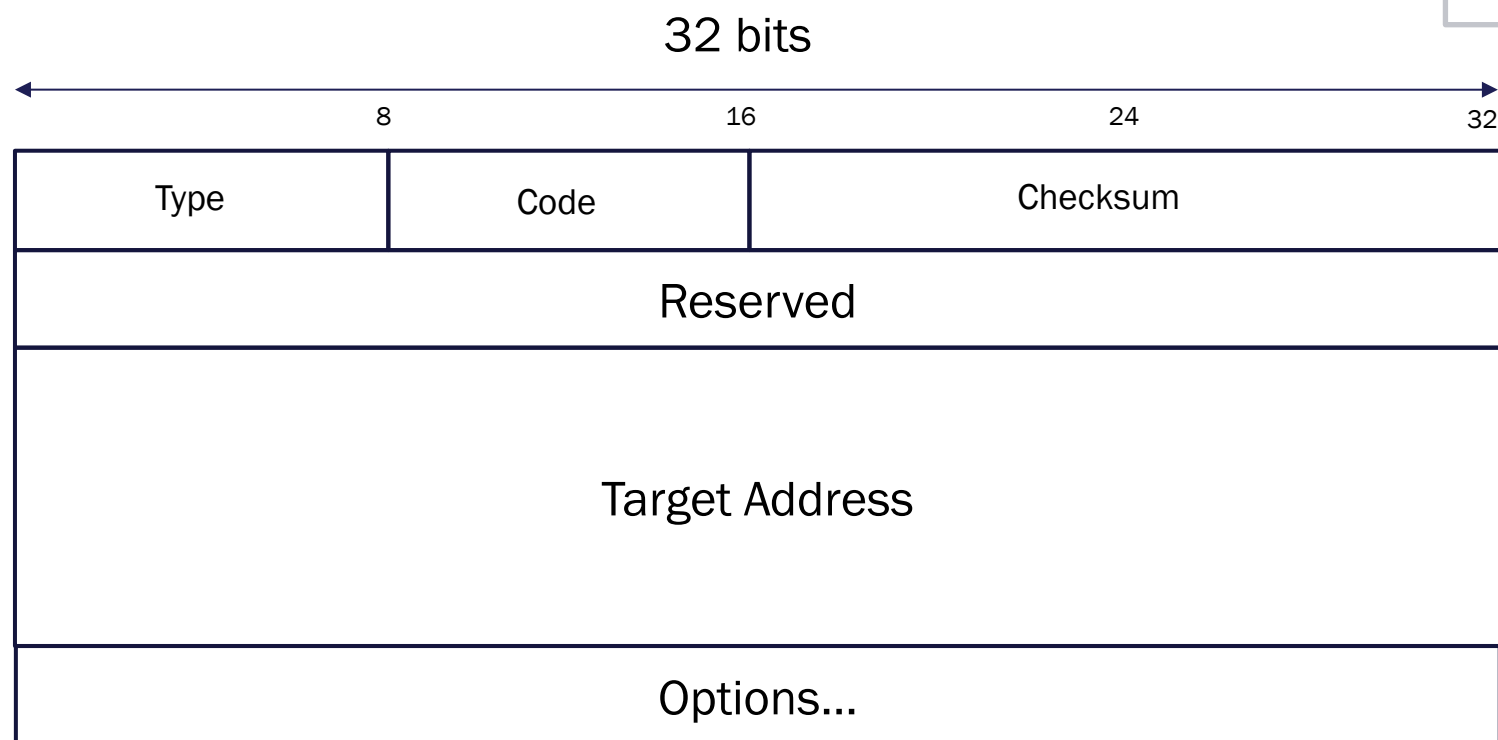 32 bits
8 16 24 32
Type Code Checksum
Reserved
Target Address
Options...